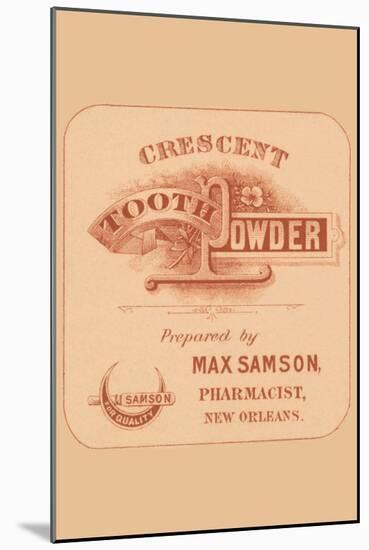 CRESCENT
TOOTH
POWDER
Prepared by
MAX SAMSON,
PHARMACIST,
NEW ORLEANS.
M SAMSON
FOR QUALITY